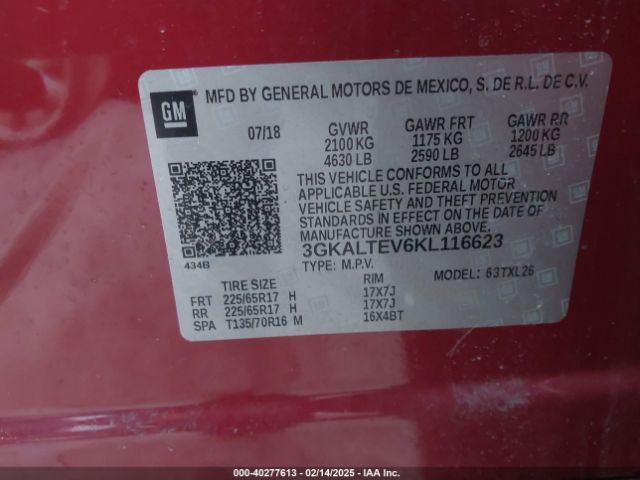 GM
MFD BY GENERAL MOTORS DE MEXICO, S. DE R.L. DE C.V.
07/18 GVWR GAWR FRT GAWR RR
2100 KG 1175 KG 1200 KG
4630 LB 2590 LB 2645 LB
THIS VEHICLE CONFORMS TO ALL
APPLICABLE U.S. FEDERAL MOTOR
VEHICLE SAFETY AND THEFT PREVENTION
STANDARDS IN EFFECT ON THE DATE OF
MANUFACTURE SHOWN ABOVE.
434B
3GKALTEV6KL116623
TYPE: M.P.V. MODEL: 63TXL26
TIRE SIZE RIM
FRT 225/65R17 H 17X7J
RR 225/65R17 H 17X7J
SPA T135/70R16 M 16X4BT
000-40277613 - 02/14/2025 - IAA Inc.